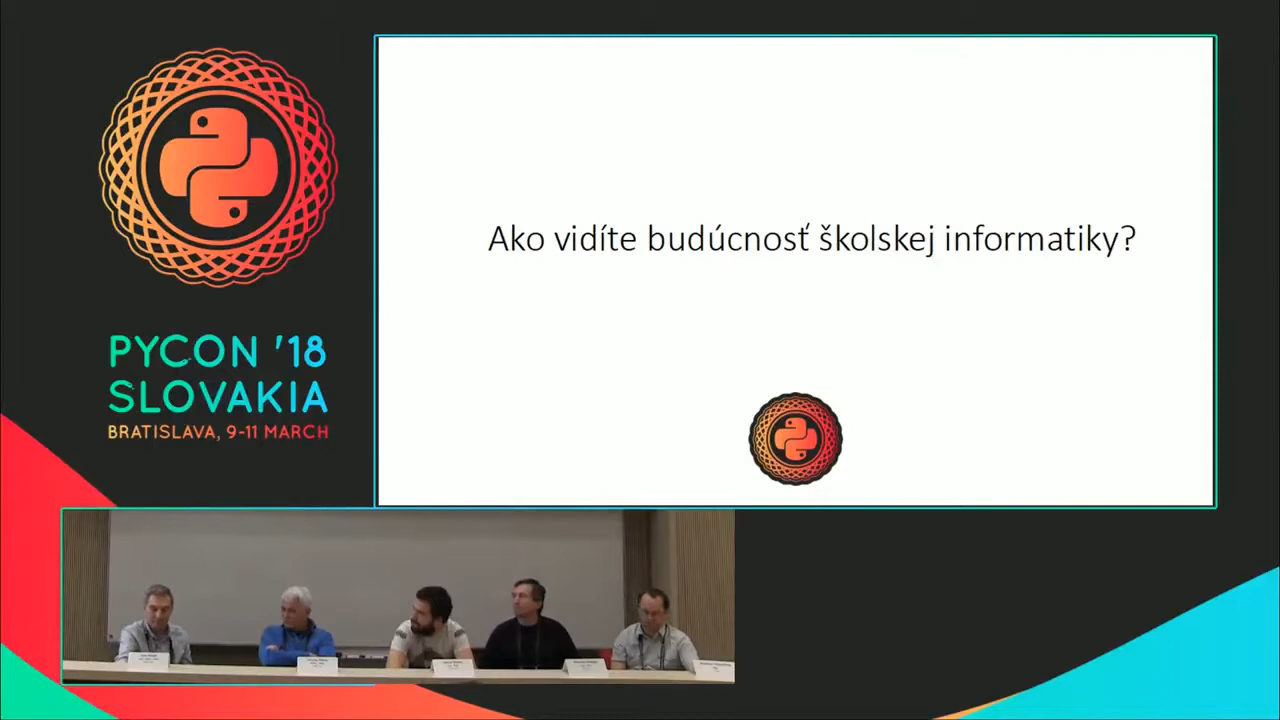 PYCON '18
SLOVAKIA
BRATISLAVA, 9-11 MARCH
Ako vidíte budúcnosť školskej informatiky?